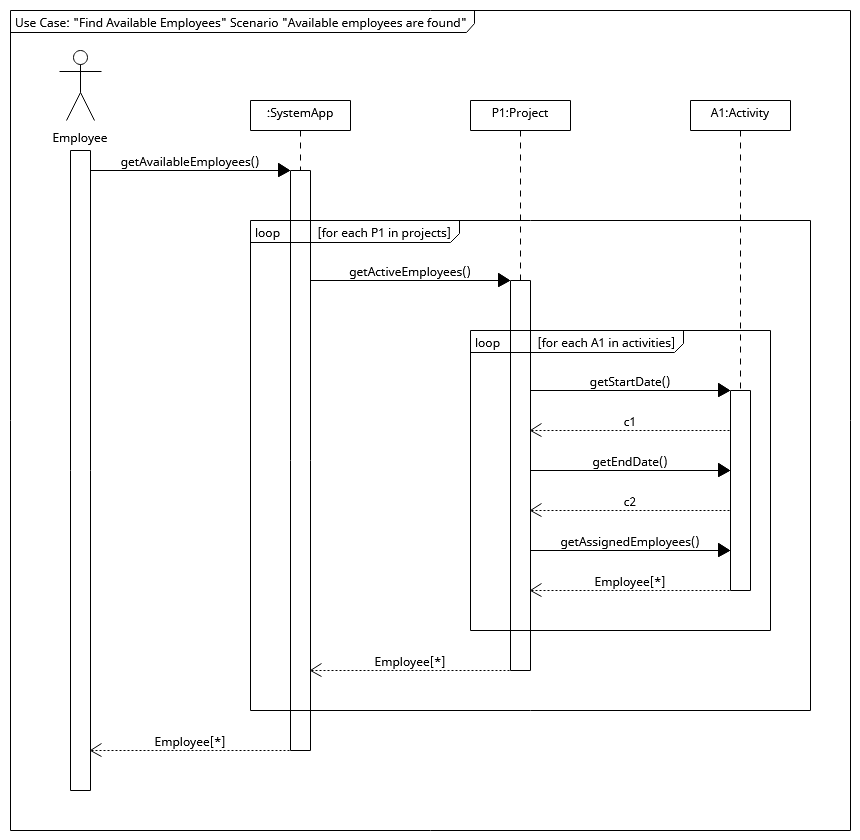 Use Case: "Find Available Employees" Scenario "Available employees are found"
Employee
:SystemApp
P1:Project
A1:Activity
getAvailableEmployees()
loop [for each P1 in projects]
getActiveEmployees()
loop [for each A1 in activities]
getStartDate()
c1
getEndDate()
c2
getAssignedEmployees()
Employee[*]
Employee[*]
Employee[*]